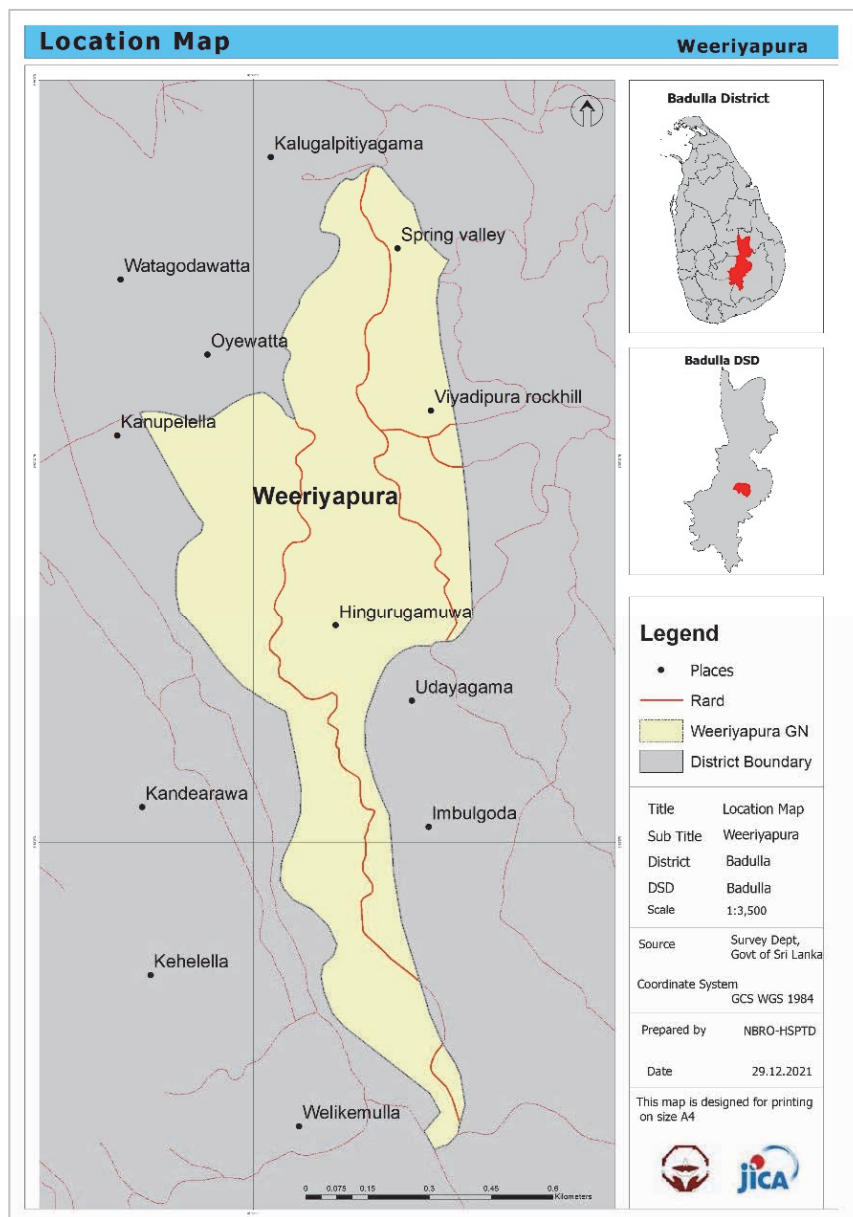 Location Map
Weeriyapura
Kalugalpitiyagama
Spring valley
Watagodawatta
Oyewatta
Viyadipura rockhill
Kanupelella
Weeriyapura
Hingurugamuwa
Udayagama
Kandearawa
Imbulgoda
Kehelella
Welikemulla
0 0.075 0.15 0.3 0.45 0.6
Kilometers
Badulla District
Badulla DSD
Legend
Places
Rard
Weeriyapura GN
District Boundary
Title Location Map
Sub Title Weeriyapura
District Badulla
DSD Badulla
Scale 1:3,500
Source Survey Dept,
Govt of Sri Lanka
Coordinate System
GCS WGS 1984
Prepared by NBRO-HSPTD
Date 29.12.2021
This map is designed for printing
on size A4
jICA